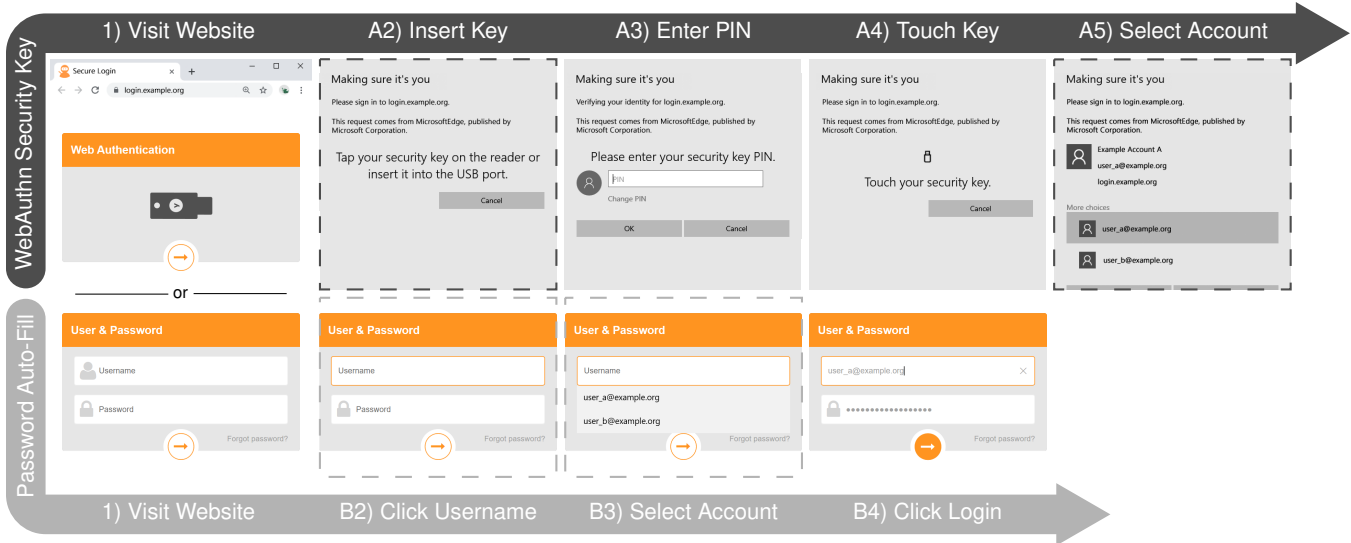 1) Visit Website
A2) Insert Key
A3) Enter PIN
A4) Touch Key
A5) Select Account
WebAuthn Security Key
Secure Login
login.example.org
Web Authentication
Making sure it's you
Please sign in to login.example.org.
This request comes from MicrosoftEdge, published by
Microsoft Corporation.
Tap your security key on the reader or
insert it into the USB port.
Cancel
Making sure it's you
Verifying your identity for login.example.org.
This request comes from MicrosoftEdge, published by
Microsoft Corporation.
Please enter your security key PIN.
PIN
Change PIN
OK
Cancel
Making sure it's you
Please sign in to login.example.org.
This request comes from MicrosoftEdge, published by
Microsoft Corporation.
Touch your security key.
Cancel
Making sure it's you
Please sign in to login.example.org.
This request comes from MicrosoftEdge, published by
Microsoft Corporation.
Example Account A
user_a@example.org
login.example.org
More choices
user_a@example.org
user_b@example.org
or
Password Auto-Fill
User & Password
Username
Password
Forgot password?
User & Password
Username
Password
Forgot password?
User & Password
Username
user_a@example.org
user_b@example.org
Forgot password?
User & Password
user_a@example.org
Forgot password?
1) Visit Website
B2) Click Username
B3) Select Account
B4) Click Login